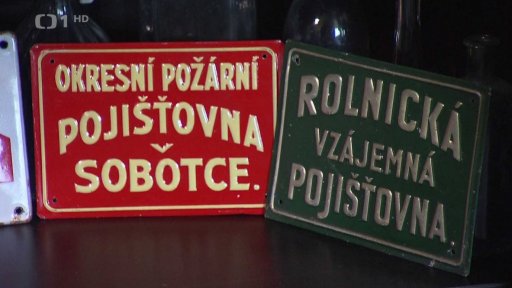 ČT1 HD
OKRESNÍ POŽÁRNÍ
POJIŠŤOVNA
V
SOBOTCE.
ROLNICKÁ
VZÁJEMNÁ
POJIŠŤOVNA